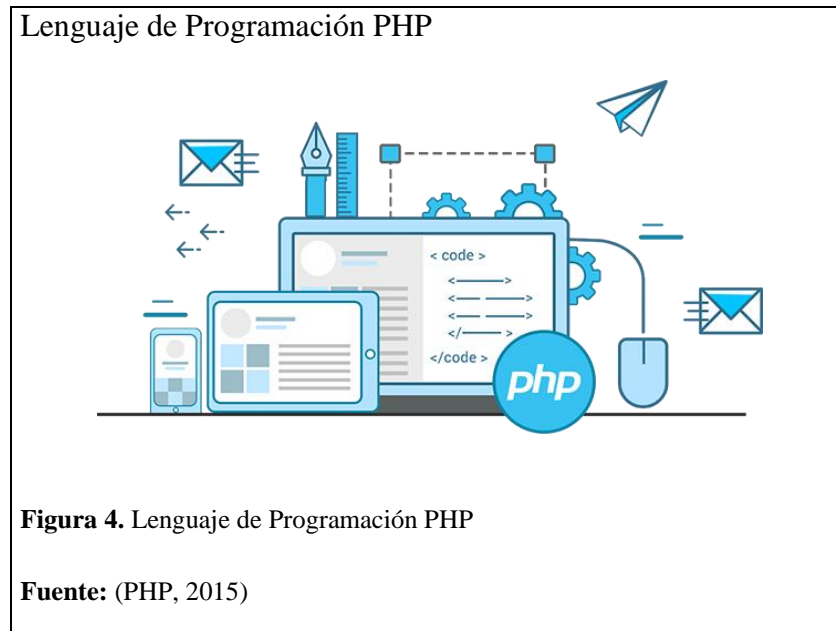 Lenguaje de Programación PHP
< code >
</code >
php
Figura 4. Lenguaje de Programación PHP
Fuente: (PHP, 2015)